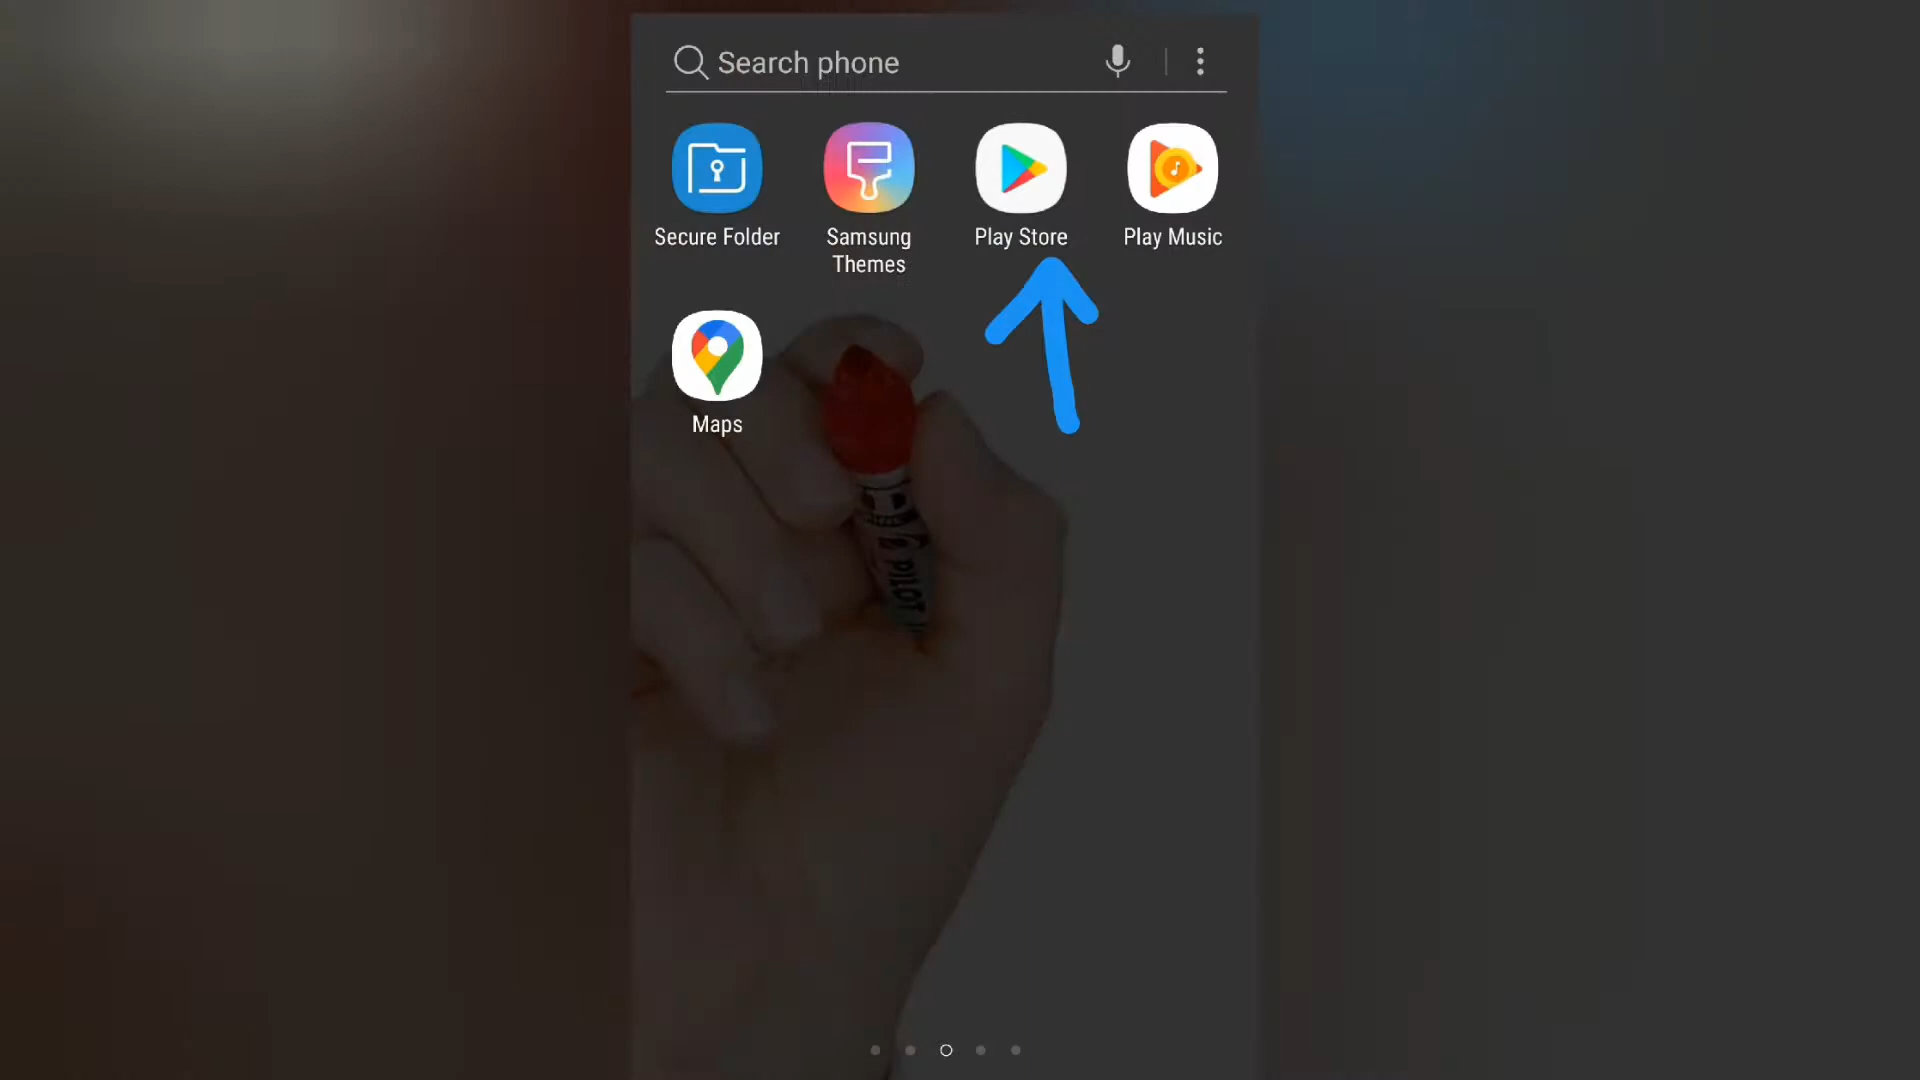 Search phone
Secure Folder
Samsung
Themes
Play Store
Play Music
Maps
PILOT